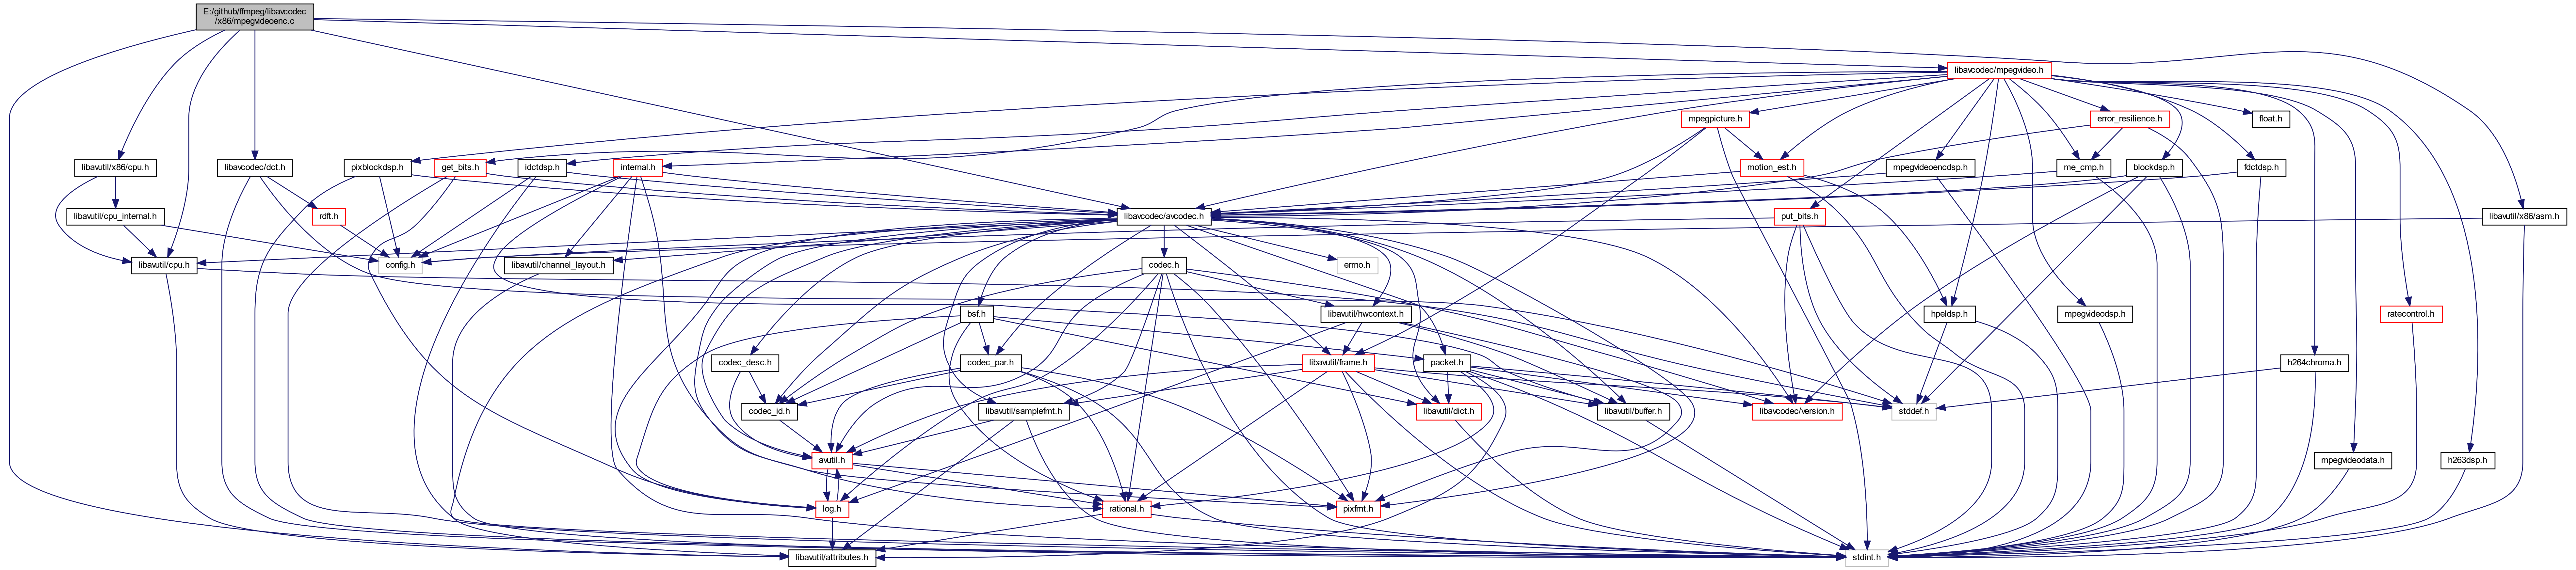 E:/github/ffmpeg/libavcodec
/x86/mpegvideoenc.c
libavcodec/mpegvideo.h
mpegpicture.h
error_resilience.h
float.h
libavutil/x86/cpu.h
libavcodec/dct.h
pixblockdsp.h
get_bits.h
idctdsp.h
internal.h
motion_est.h
mpegvideoencdsp.h
me_cmp.h
blockdsp.h
fdctdsp.h
libavutil/cpu_internal.h
rdft.h
libavcodec/avcodec.h
put_bits.h
libavutil/x86/asm.h
libavutil/cpu.h
config.h
libavutil/channel_layout.h
codec.h
errno.h
bsf.h
libavutil/hwcontext.h
hpeldsp.h
mpegvideodsp.h
ratecontrol.h
codec_desc.h
codec_par.h
libavutil/frame.h
packet.h
h264chroma.h
codec_id.h
libavutil/samplefmt.h
libavutil/dict.h
libavutil/buffer.h
libavcodec/version.h
stddef.h
avutil.h
mpegvideodata.h
h263dsp.h
log.h
rational.h
pixfmt.h
libavutil/attributes.h
stdint.h